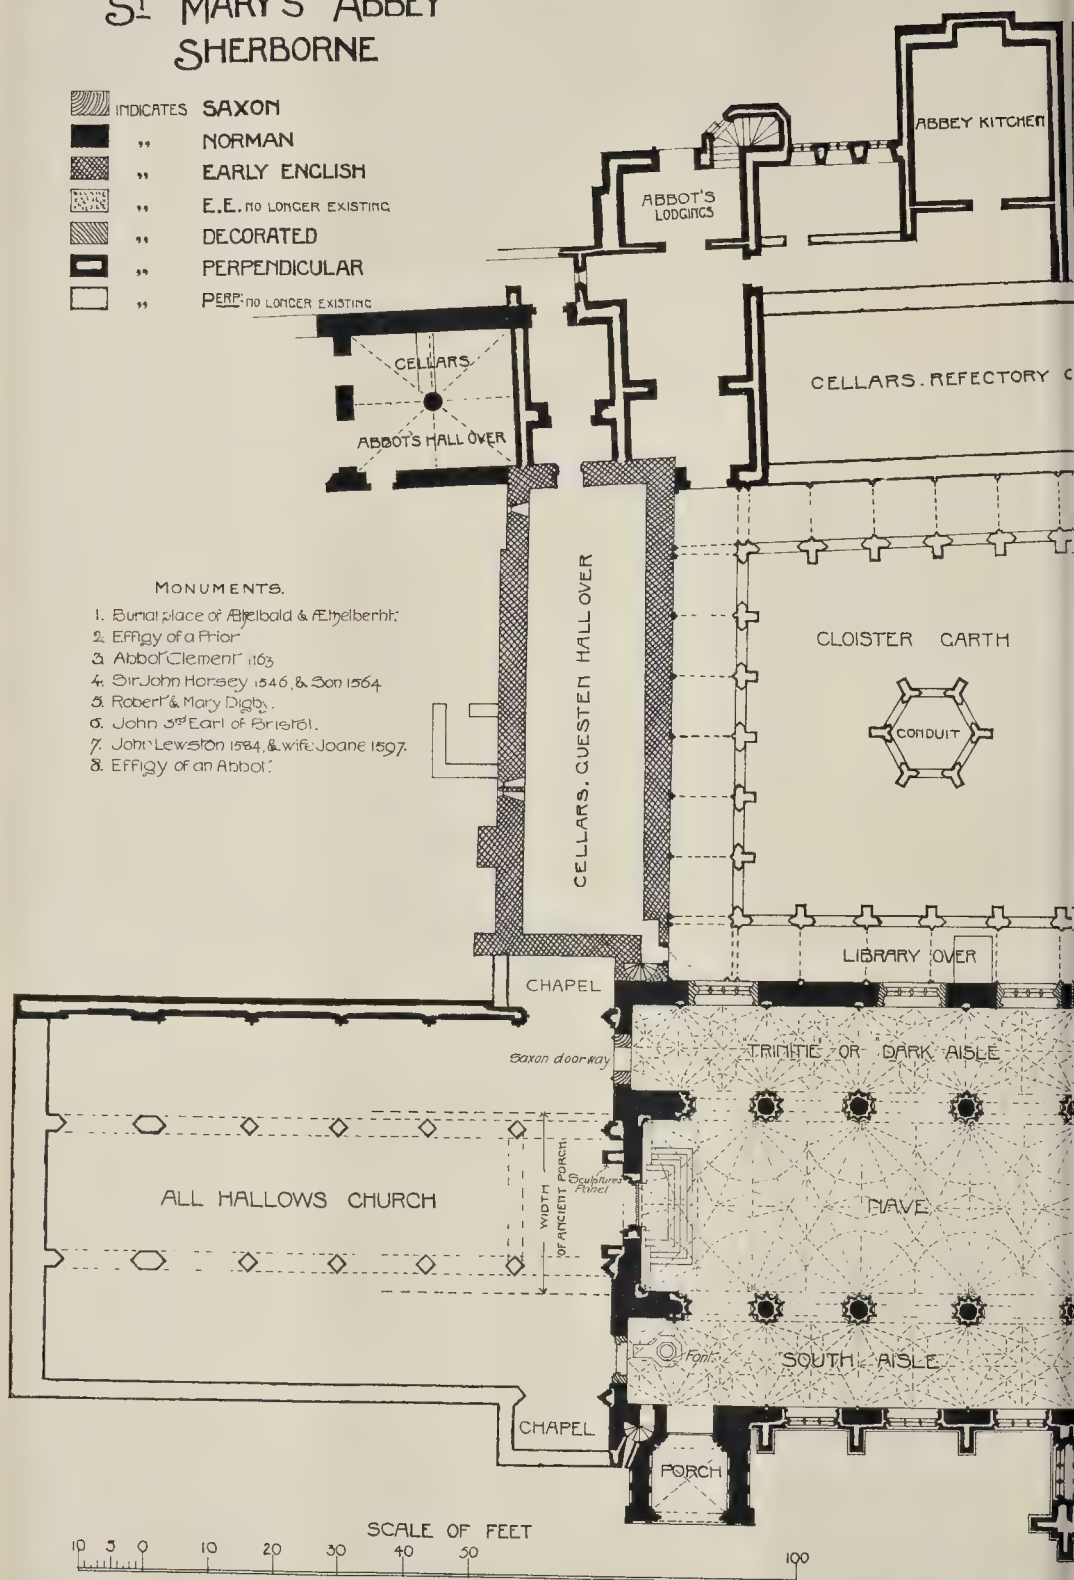 ST MARY'S ABBEY
SHERBORNE
INDICATES SAXON
„ NORMAN
„ EARLY ENGLISH
„ E.E. NO LONGER EXISTING
„ DECORATED
„ PERPENDICULAR
„ PERP: NO LONGER EXISTING
ABBEY KITCHEN
ABBOT'S
LODGINGS
CELLARS
ABBOT'S HALL OVER
CELLARS. REFECTORY
MONUMENTS.
1. Burial place of Æthelbald & Æthelberht.
2. Effigy of a Prior
3. Abbot Clement 1163
4. Sir John Horsey 1546, & Son 1564
5. Robert & Mary Digby.
6. John 3rd Earl of Bristol.
7. John Lewston 1584, & wife Joane 1597.
8. Effigy of an Abbot.
CELLARS. GUESTEN HALL OVER
CLOISTER GARTH
CONDUIT
LIBRARY OVER
CHAPEL
Saxon doorway
TRINITIE OR DARK AISLE
ALL HALLOWS CHURCH
WIDTH
OF ANCIENT PORCH.
Sculptured
Panel
NAVE
Font
SOUTH AISLE
CHAPEL
PORCH
SCALE OF FEET
10 5 0 10 20 30 40 50 100